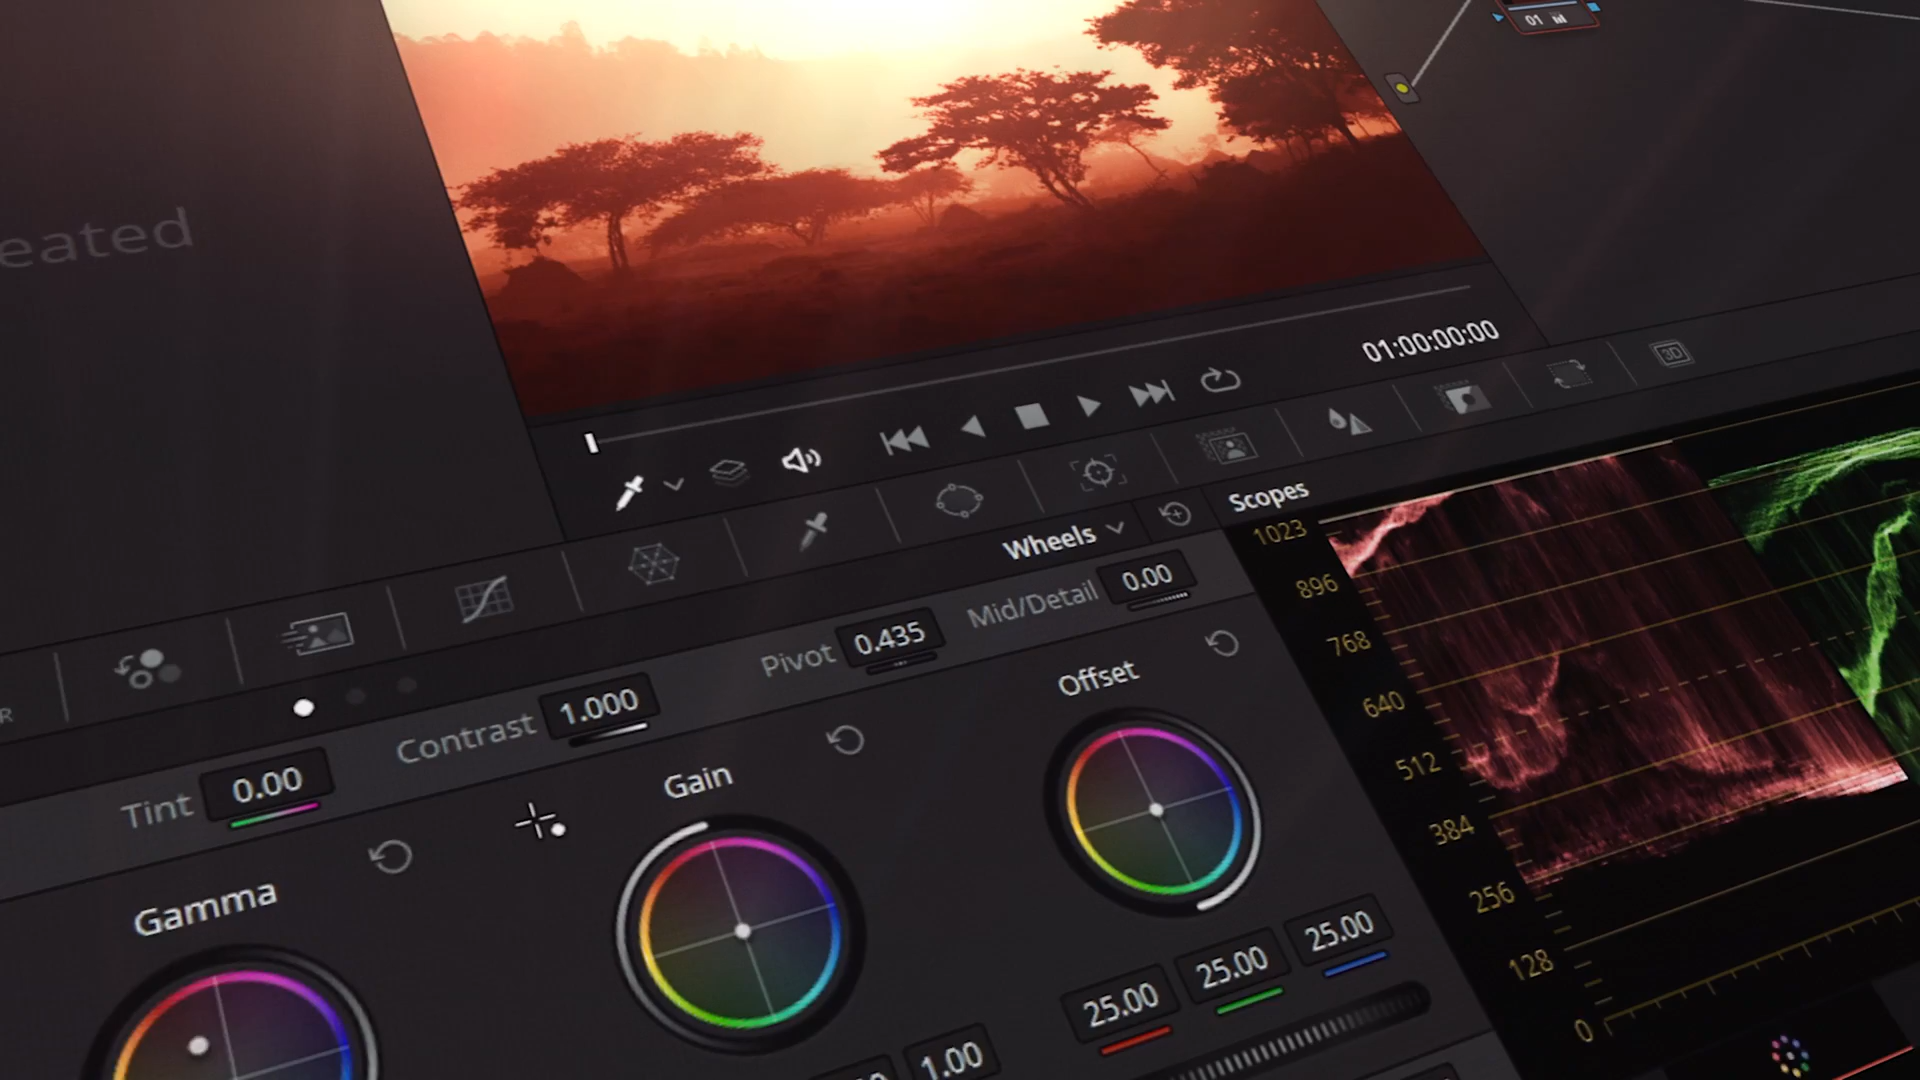 eated
01
01:00:00:00
Scopes
Wheels
1023
896
768
640
512
384
256
128
0
Mid/Detail 0.00
Pivot 0.435
Contrast 1.000
Tint 0.00
Offset
Gain
Gamma
25.00 25.00 25.00
1.00
3D
R